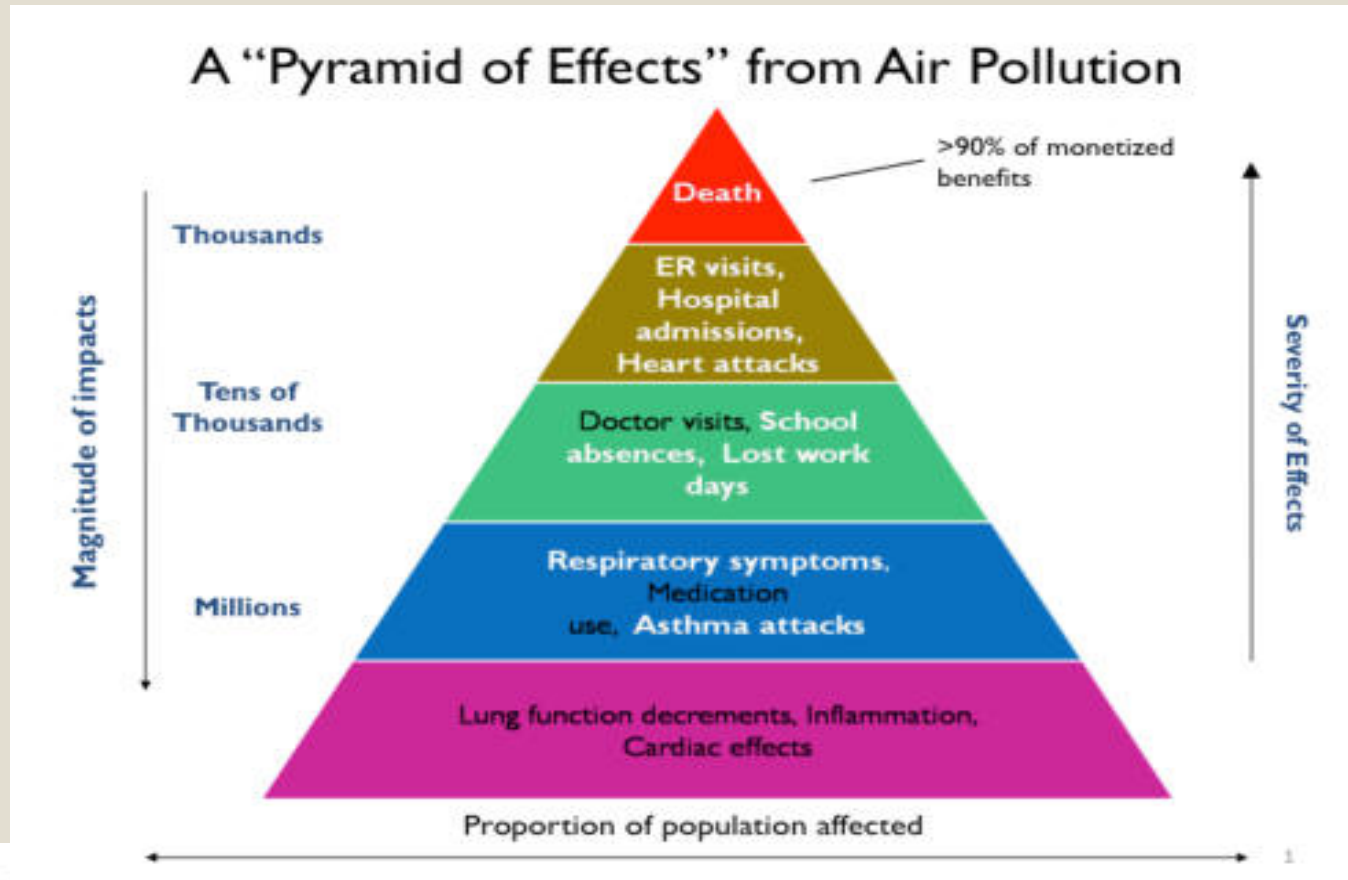 A “Pyramid of Effects” from Air Pollution
>90% of monetized
benefits
Death
Thousands
ER visits,
Hospital
admissions,
Heart attacks
Magnitude of impacts
Severity of Effects
Tens of
Thousands
Doctor visits, School
absences, Lost work
days
Millions
Respiratory symptoms,
Medication
use, Asthma attacks
Lung function decrements, Inflammation,
Cardiac effects
Proportion of population affected
1